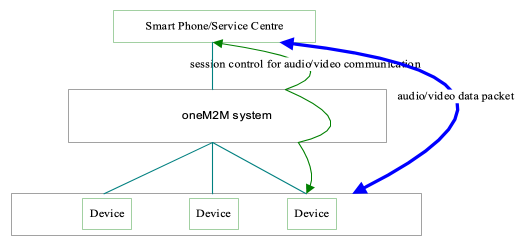 Smart Phone/Service Centre
session control for audio/video communication
audio/video data packet
oneM2M system
Device
Device
Device